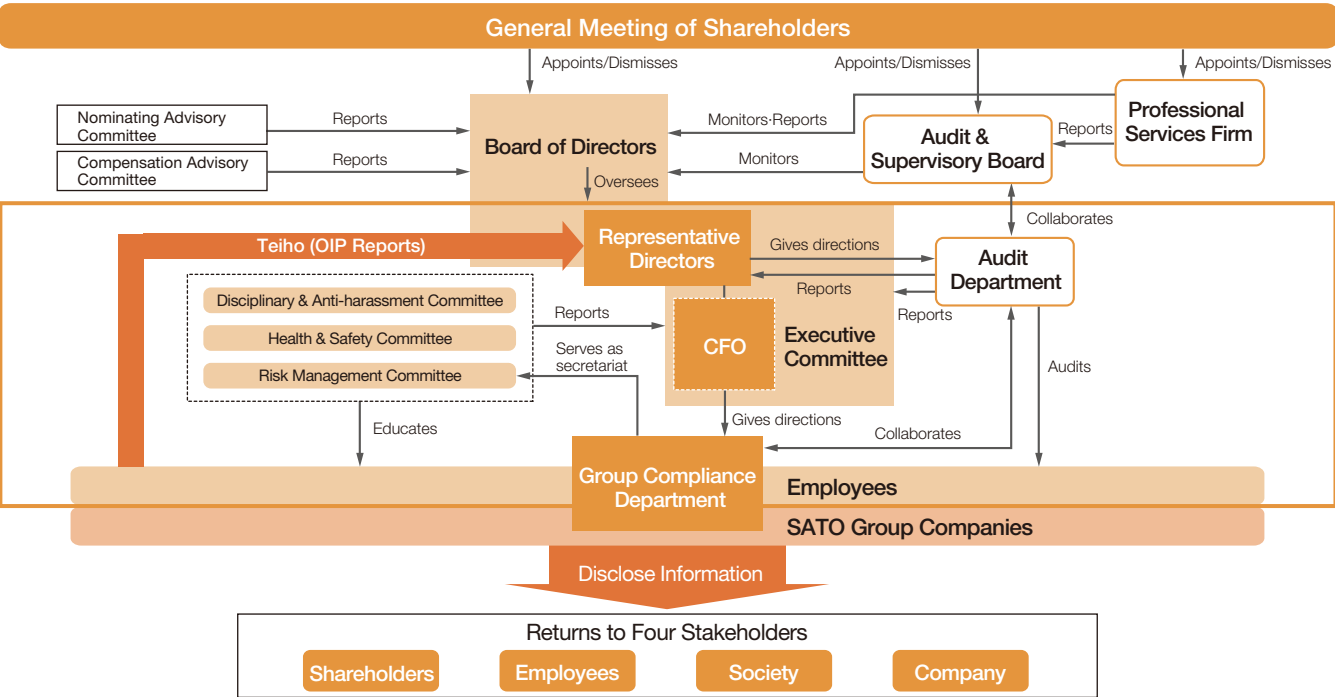 General Meeting of Shareholders
Appoints/Dismisses
Appoints/Dismisses
Appoints/Dismisses
Nominating Advisory
Committee
Reports
Compensation Advisory
Committee
Reports
Board of Directors
Oversees
Monitors·Reports
Monitors
Audit &
Supervisory Board
Reports
Professional
Services Firm
Collaborates
Teiho (OIP Reports)
Representative
Directors
Gives directions
Reports
Reports
Audit
Department
Disciplinary & Anti-harassment Committee
Health & Safety Committee
Risk Management Committee
Reports
Serves as
secretariat
CFO
Executive
Committee
Audits
Educates
Gives directions
Collaborates
Group Compliance
Department
Employees
SATO Group Companies
Disclose Information
Returns to Four Stakeholders
Shareholders
Employees
Society
Company